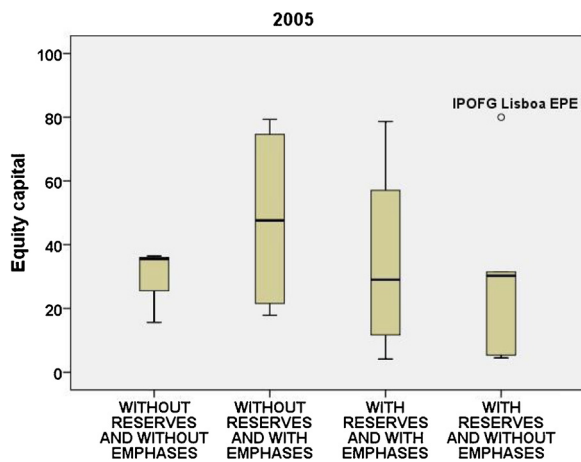 2005
Equity capital
100
80
60
40
20
0
IPOFG Lisboa EPE
WITHOUT
RESERVES
AND WITHOUT
EMPHASES
WITHOUT
RESERVES
AND WITH
EMPHASES
WITH
RESERVES
AND WITH
EMPHASES
WITH
RESERVES
AND WITHOUT
EMPHASES